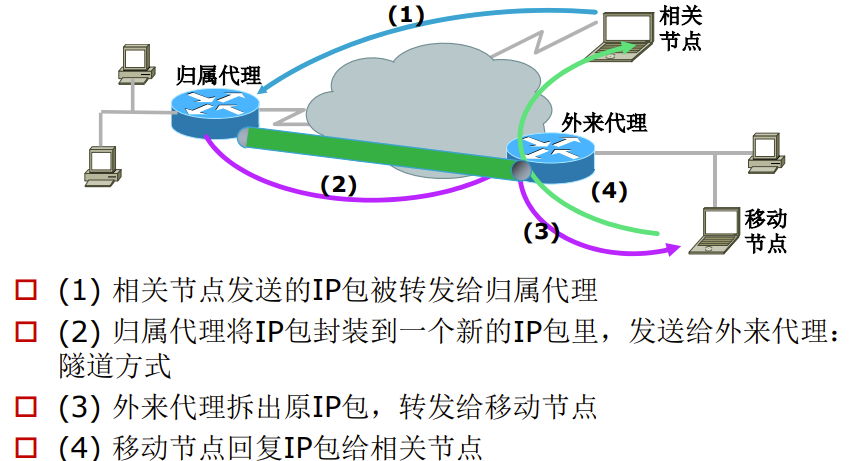 (1)
相关
节点
归属代理
外来代理
(2)
(4)
(3)
移动
节点
(1) 相关节点发送的IP包被转发给归属代理
(2) 归属代理将IP包封装到一个新的IP包里，发送给外来代理：
隧道方式
(3) 外来代理拆出原IP包，转发给移动节点
(4) 移动节点回复IP包给相关节点